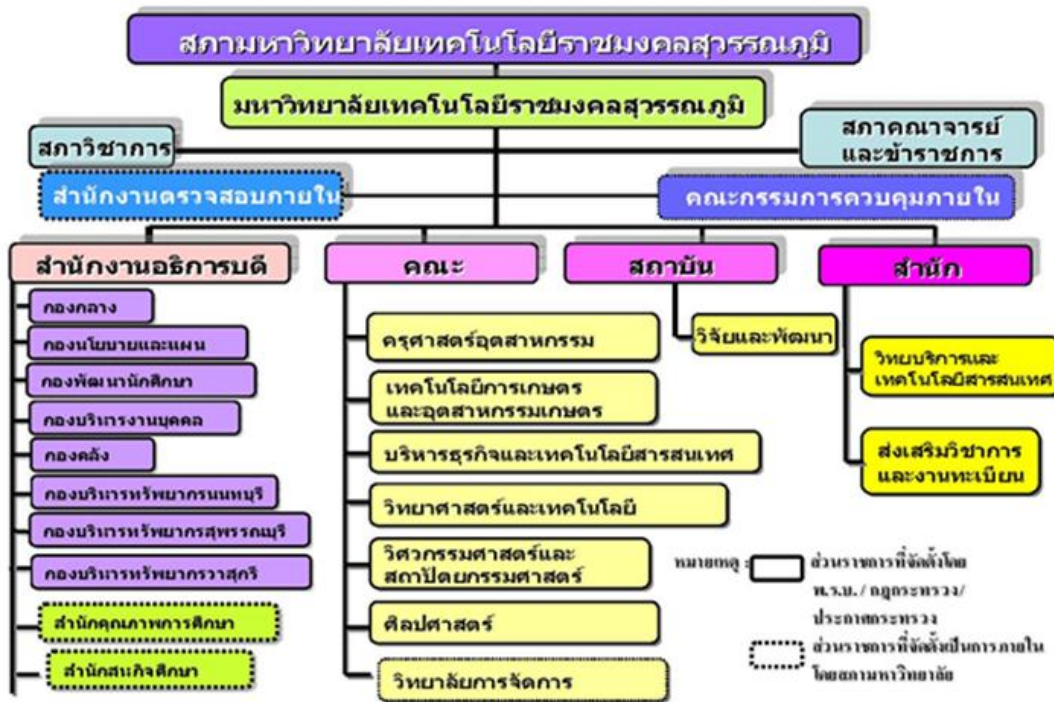 สภามหาวิทยาลัยเทคโนโลยีราชมงคลสุวรรณภูมิ
มหาวิทยาลัยเทคโนโลยีราชมงคลสุวรรณภูมิ
สภาวิชาการ
สภาคณาจารย์
และข้าราชการ
สำนักงานตรวจสอบภายใน
คณะกรรมการควบคุมภายใน
สำนักงานอธิการบดี
กองกลาง
กองนโยบายและแผน
กองพัฒนานักศึกษา
กองบริหารงานบุคคล
กองคลัง
กองบริหารทรัพยากรนนทบุรี
กองบริหารทรัพยากรสุพรรณบุรี
กองบริหารทรัพยากรวาสุกรี
สำนักคุณภาพการศึกษา
สำนักสหกิจศึกษา
คณะ
ครุศาสตร์อุตสาหกรรม
เทคโนโลยีการเกษตร
และอุตสาหกรรมเกษตร
บริหารธุรกิจและเทคโนโลยีสารสนเทศ
วิทยาศาสตร์และเทคโนโลยี
วิศวกรรมศาสตร์และ
สถาปัตยกรรมศาสตร์
ศิลปศาสตร์
วิทยาลัยการจัดการ
สถาบัน
วิจัยและพัฒนา
สำนัก
วิทยบริการและ
เทคโนโลยีสารสนเทศ
ส่งเสริมวิชาการ
และงานทะเบียน
หมายเหตุ : ส่วนราชการที่จัดตั้งโดย
พ.ร.บ. / กฎกระทรวง/
ประกาศกระทรวง
ส่วนราชการที่จัดตั้งเป็นการภายใน
โดยสภามหาวิทยาลัย